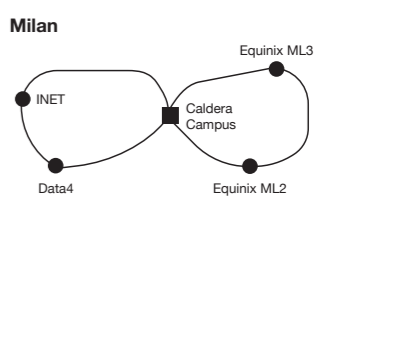 Milan
Equinix ML3
INET
Caldera
Campus
Data4
Equinix ML2